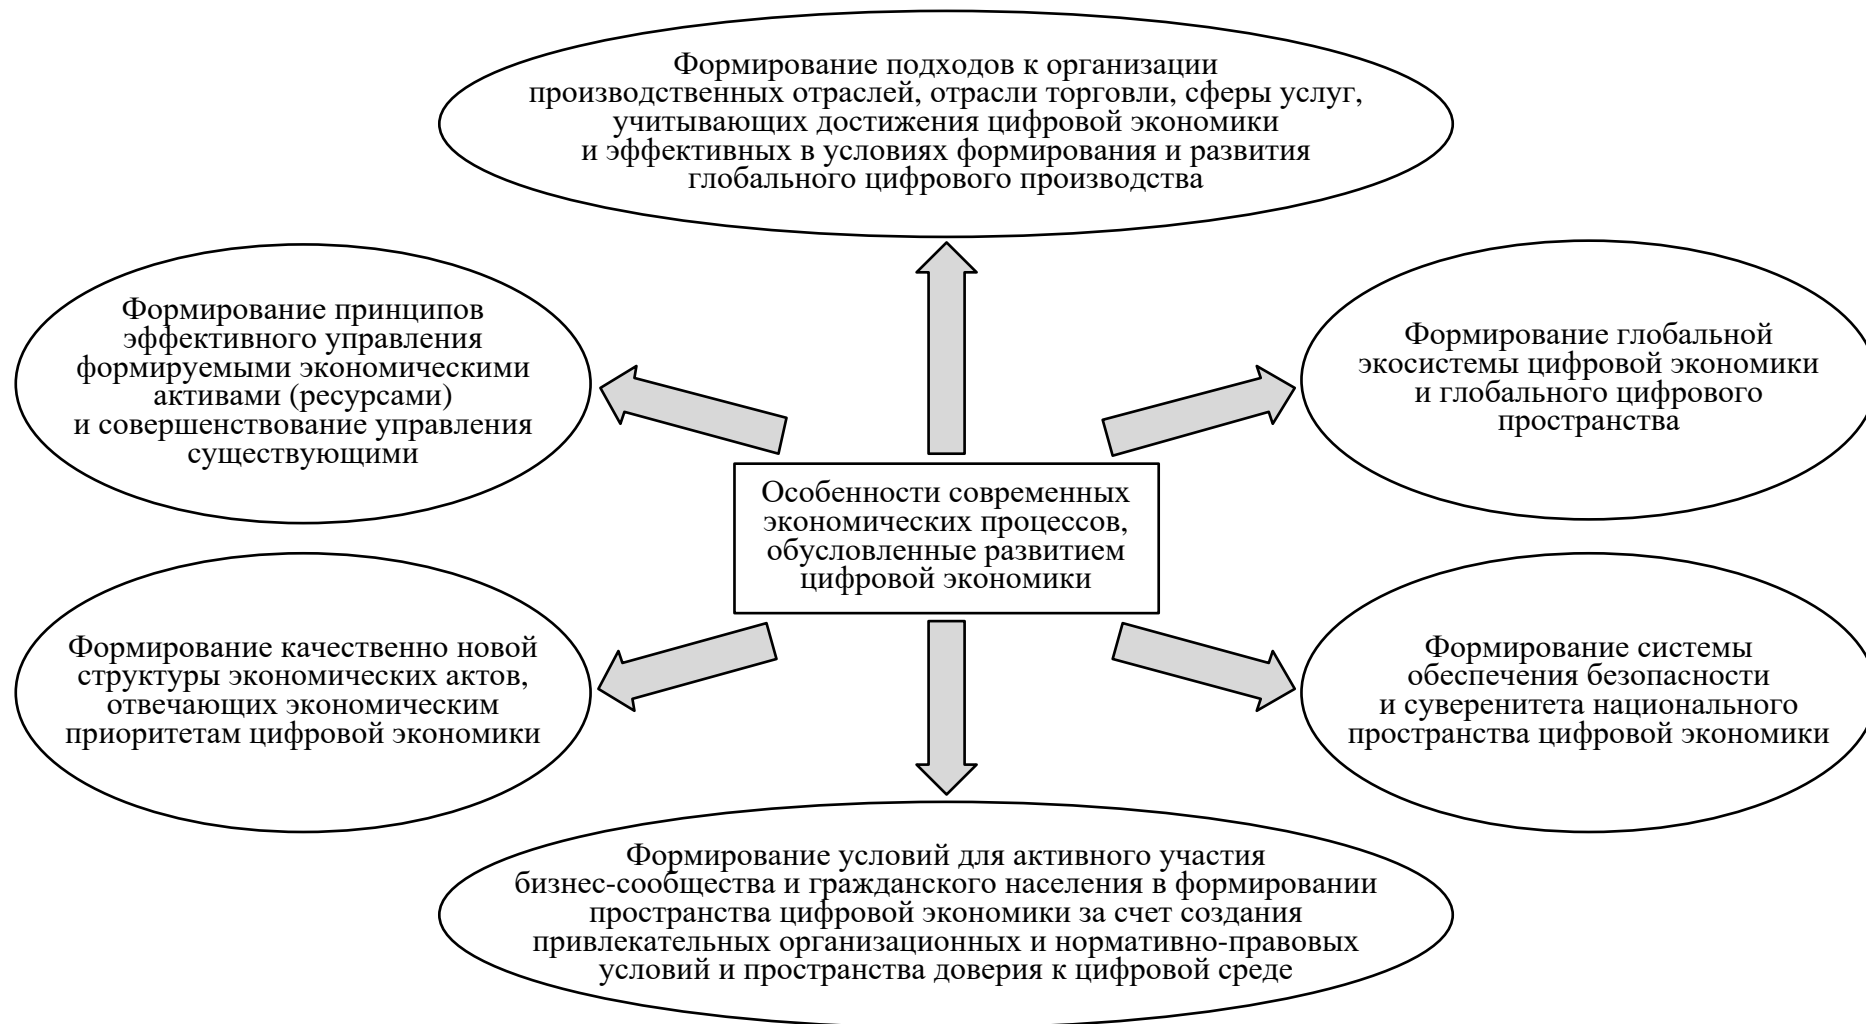 Формирование подходов к организации
производственных отраслей, отрасли торговли, сферы услуг,
учитывающих достижения цифровой экономики
и эффективных в условиях формирования и развития
глобального цифрового производства
Формирование принципов
эффективного управления
формируемыми экономическими
активами (ресурсами)
и совершенствование управления
существующими
Формирование глобальной
экосистемы цифровой экономики
и глобального цифрового
пространства
Особенности современных
экономических процессов,
обусловленные развитием
цифровой экономики
Формирование качественно новой
структуры экономических актов,
отвечающих экономическим
приоритетам цифровой экономики
Формирование системы
обеспечения безопасности
и суверенитета национального
пространства цифровой экономики
Формирование условий для активного участия
бизнес-сообщества и гражданского населения в формировании
пространства цифровой экономики за счет создания
привлекательных организационных и нормативно-правовых
условий и пространства доверия к цифровой среде